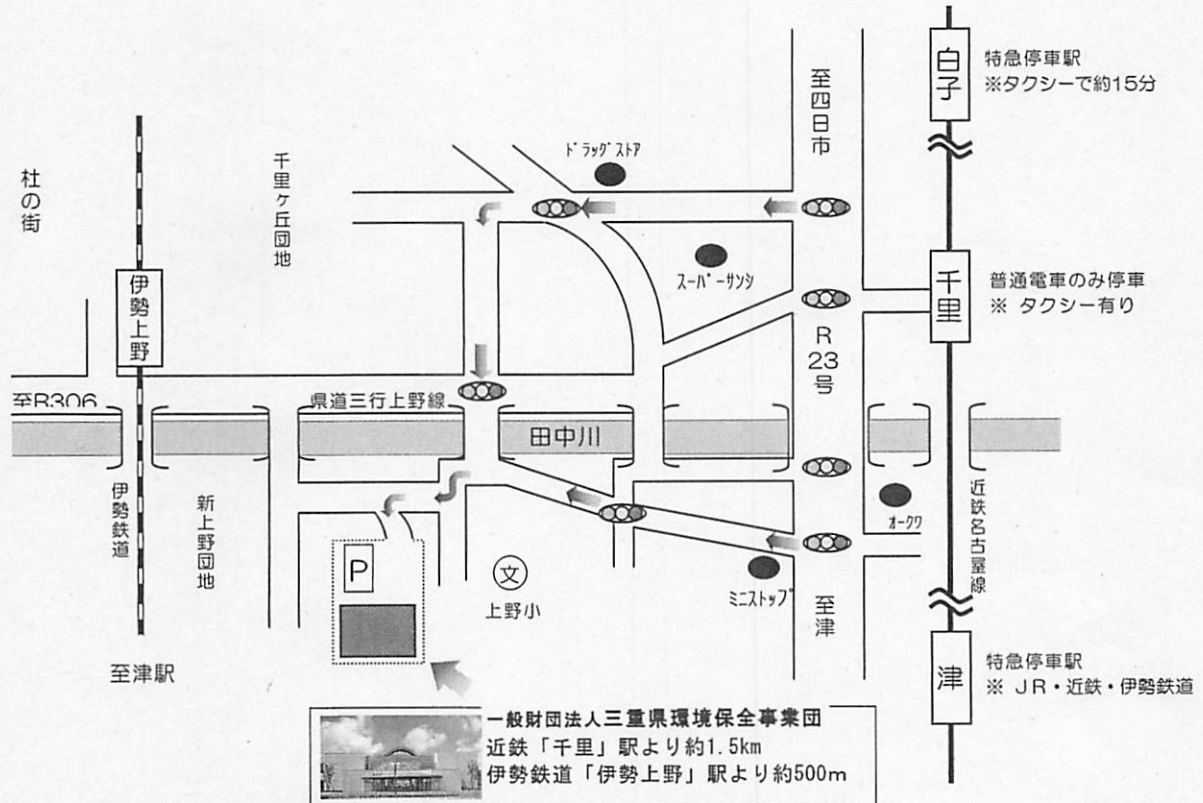 白子
特急停車駅
※タクシーで約15分
至四日市
ドラッグストア
杜の街
千里ヶ丘団地
スーパーサンシ
伊勢上野
千里
普通電車のみ停車
※ タクシー有り
R23号
至R306
県道三行上野線
田中川
伊勢鉄道
新上野団地
オークワ
近鉄名古屋線
P
文
上野小
ミニストップ
至津
至津駅
津
特急停車駅
※ JR・近鉄・伊勢鉄道
一般財団法人三重県環境保全事業団
近鉄「千里」駅より約1.5km
伊勢鉄道「伊勢上野」駅より約500m